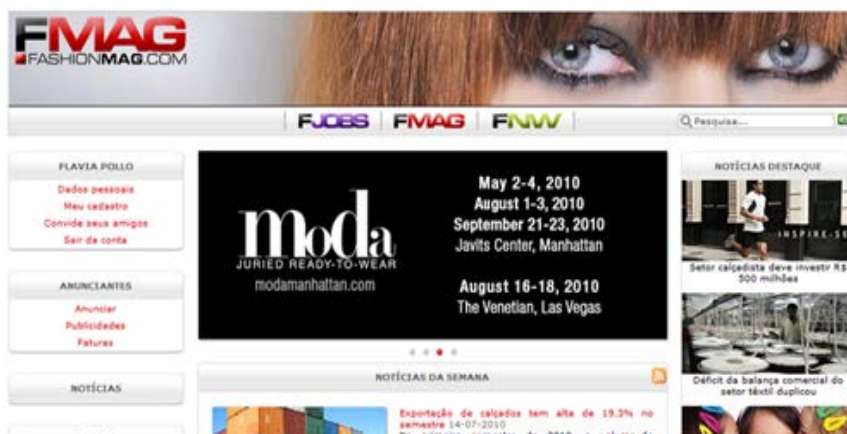 FMAG
FASHIONMAG.COM
FJOBS FMAG FNW
Pesquisa...
FLAVIA POLLO
Dados pessoais
Meu cadastro
Convide seus amigos
Sair da conta
ANUNCIANTES
Anunciar
Publicidades
Faturas
NOTÍCIAS
moda
JURIED READY-TO-WEAR
modamanhattan.com
May 2-4, 2010
August 1-3, 2010
September 21-23, 2010
Javits Center, Manhattan
August 16-18, 2010
The Venetian, Las Vegas
NOTÍCIAS DA SEMANA
Exportação de calçados tem alta de 19.3% no
semestre 14-07-2010
NOTÍCIAS DESTAQUE
INSPIRE-SE
Setor calçadista deve investir R$
500 milhões
Déficit da balança comercial do
setor têxtil duplicou